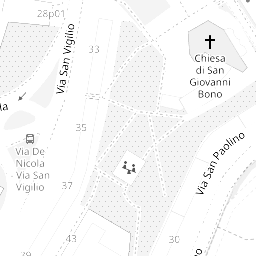 28p01
Via San Vigilio
33
Chiesa
di San
Giovanni
Bono
35
Via De
Nicola
Via San
Vigilio
Via San Paolino
37
43
30